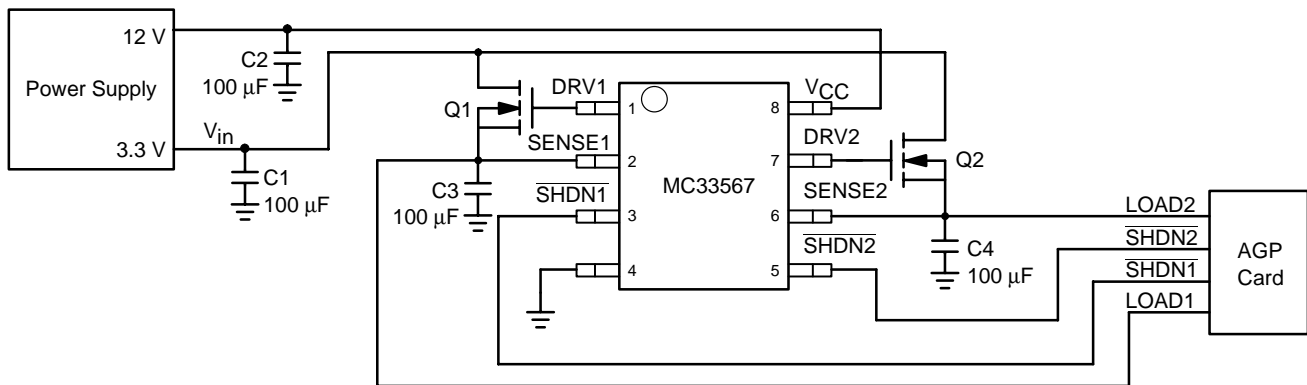 12 V
Power Supply
3.3 V
Vin
C2
100 μF
C1
100 μF
Q1
DRV1
SENSE1
C3
100 μF
SHDN1
1
2
3
4
MC33567
8
7
6
5
VCC
DRV2
Q2
SENSE2
SHDN2
C4
100 μF
LOAD2
SHDN2
SHDN1
LOAD1
AGP
Card